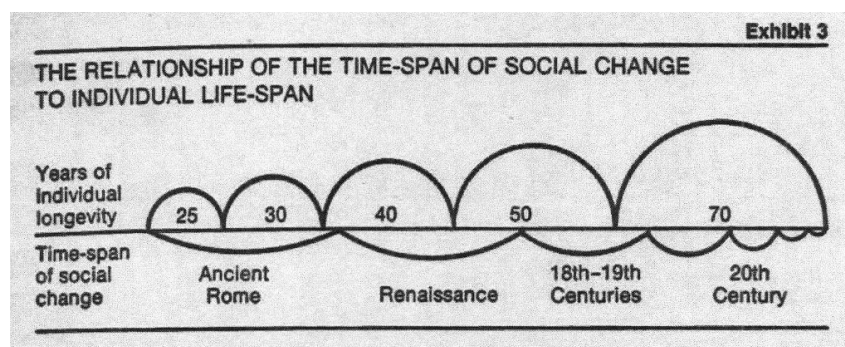 Exhibit 3
THE RELATIONSHIP OF THE TIME-SPAN OF SOCIAL CHANGE
TO INDIVIDUAL LIFE-SPAN
Years of
individual
longevity
25 30 40 50 70
Time-span
of social
change
Ancient
Rome
Renaissance
18th–19th
Centuries
20th
Century